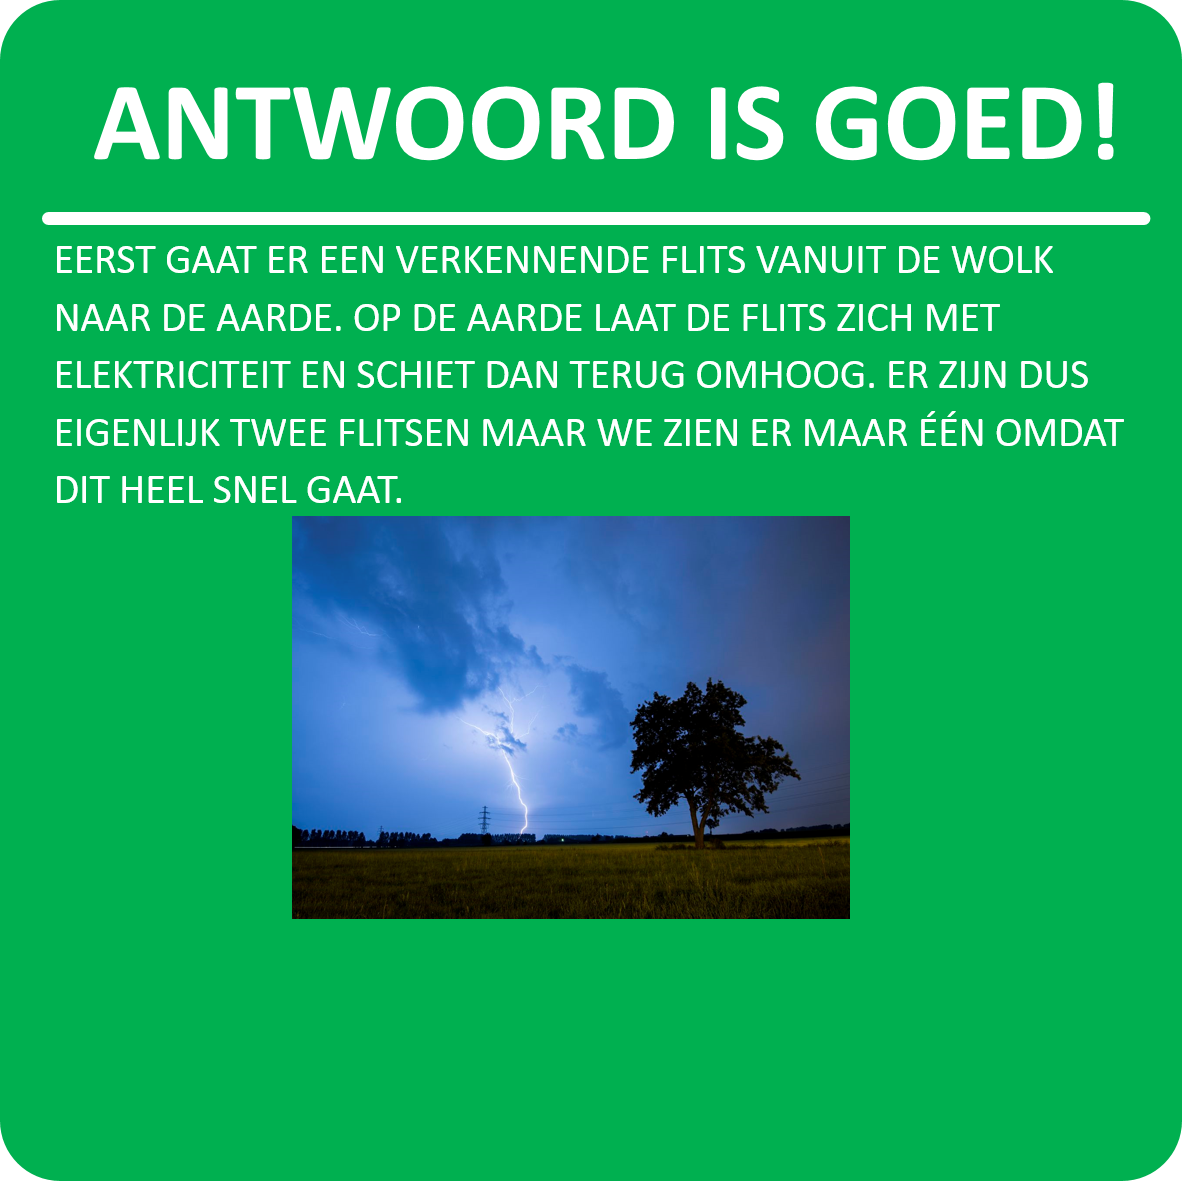 ANTWOORD IS GOED!
EERST GAAT ER EEN VERKENNENDE FLITS VANUIT DE WOLK
NAAR DE AARDE. OP DE AARDE LAAT DE FLITS ZICH MET
ELEKTRICITEIT EN SCHIET DAN TERUG OMHOOG. ER ZIJN DUS
EIGENLIJK TWEE FLITSEN MAAR WE ZIEN ER MAAR ÉÉN OMDAT
DIT HEEL SNEL GAAT.